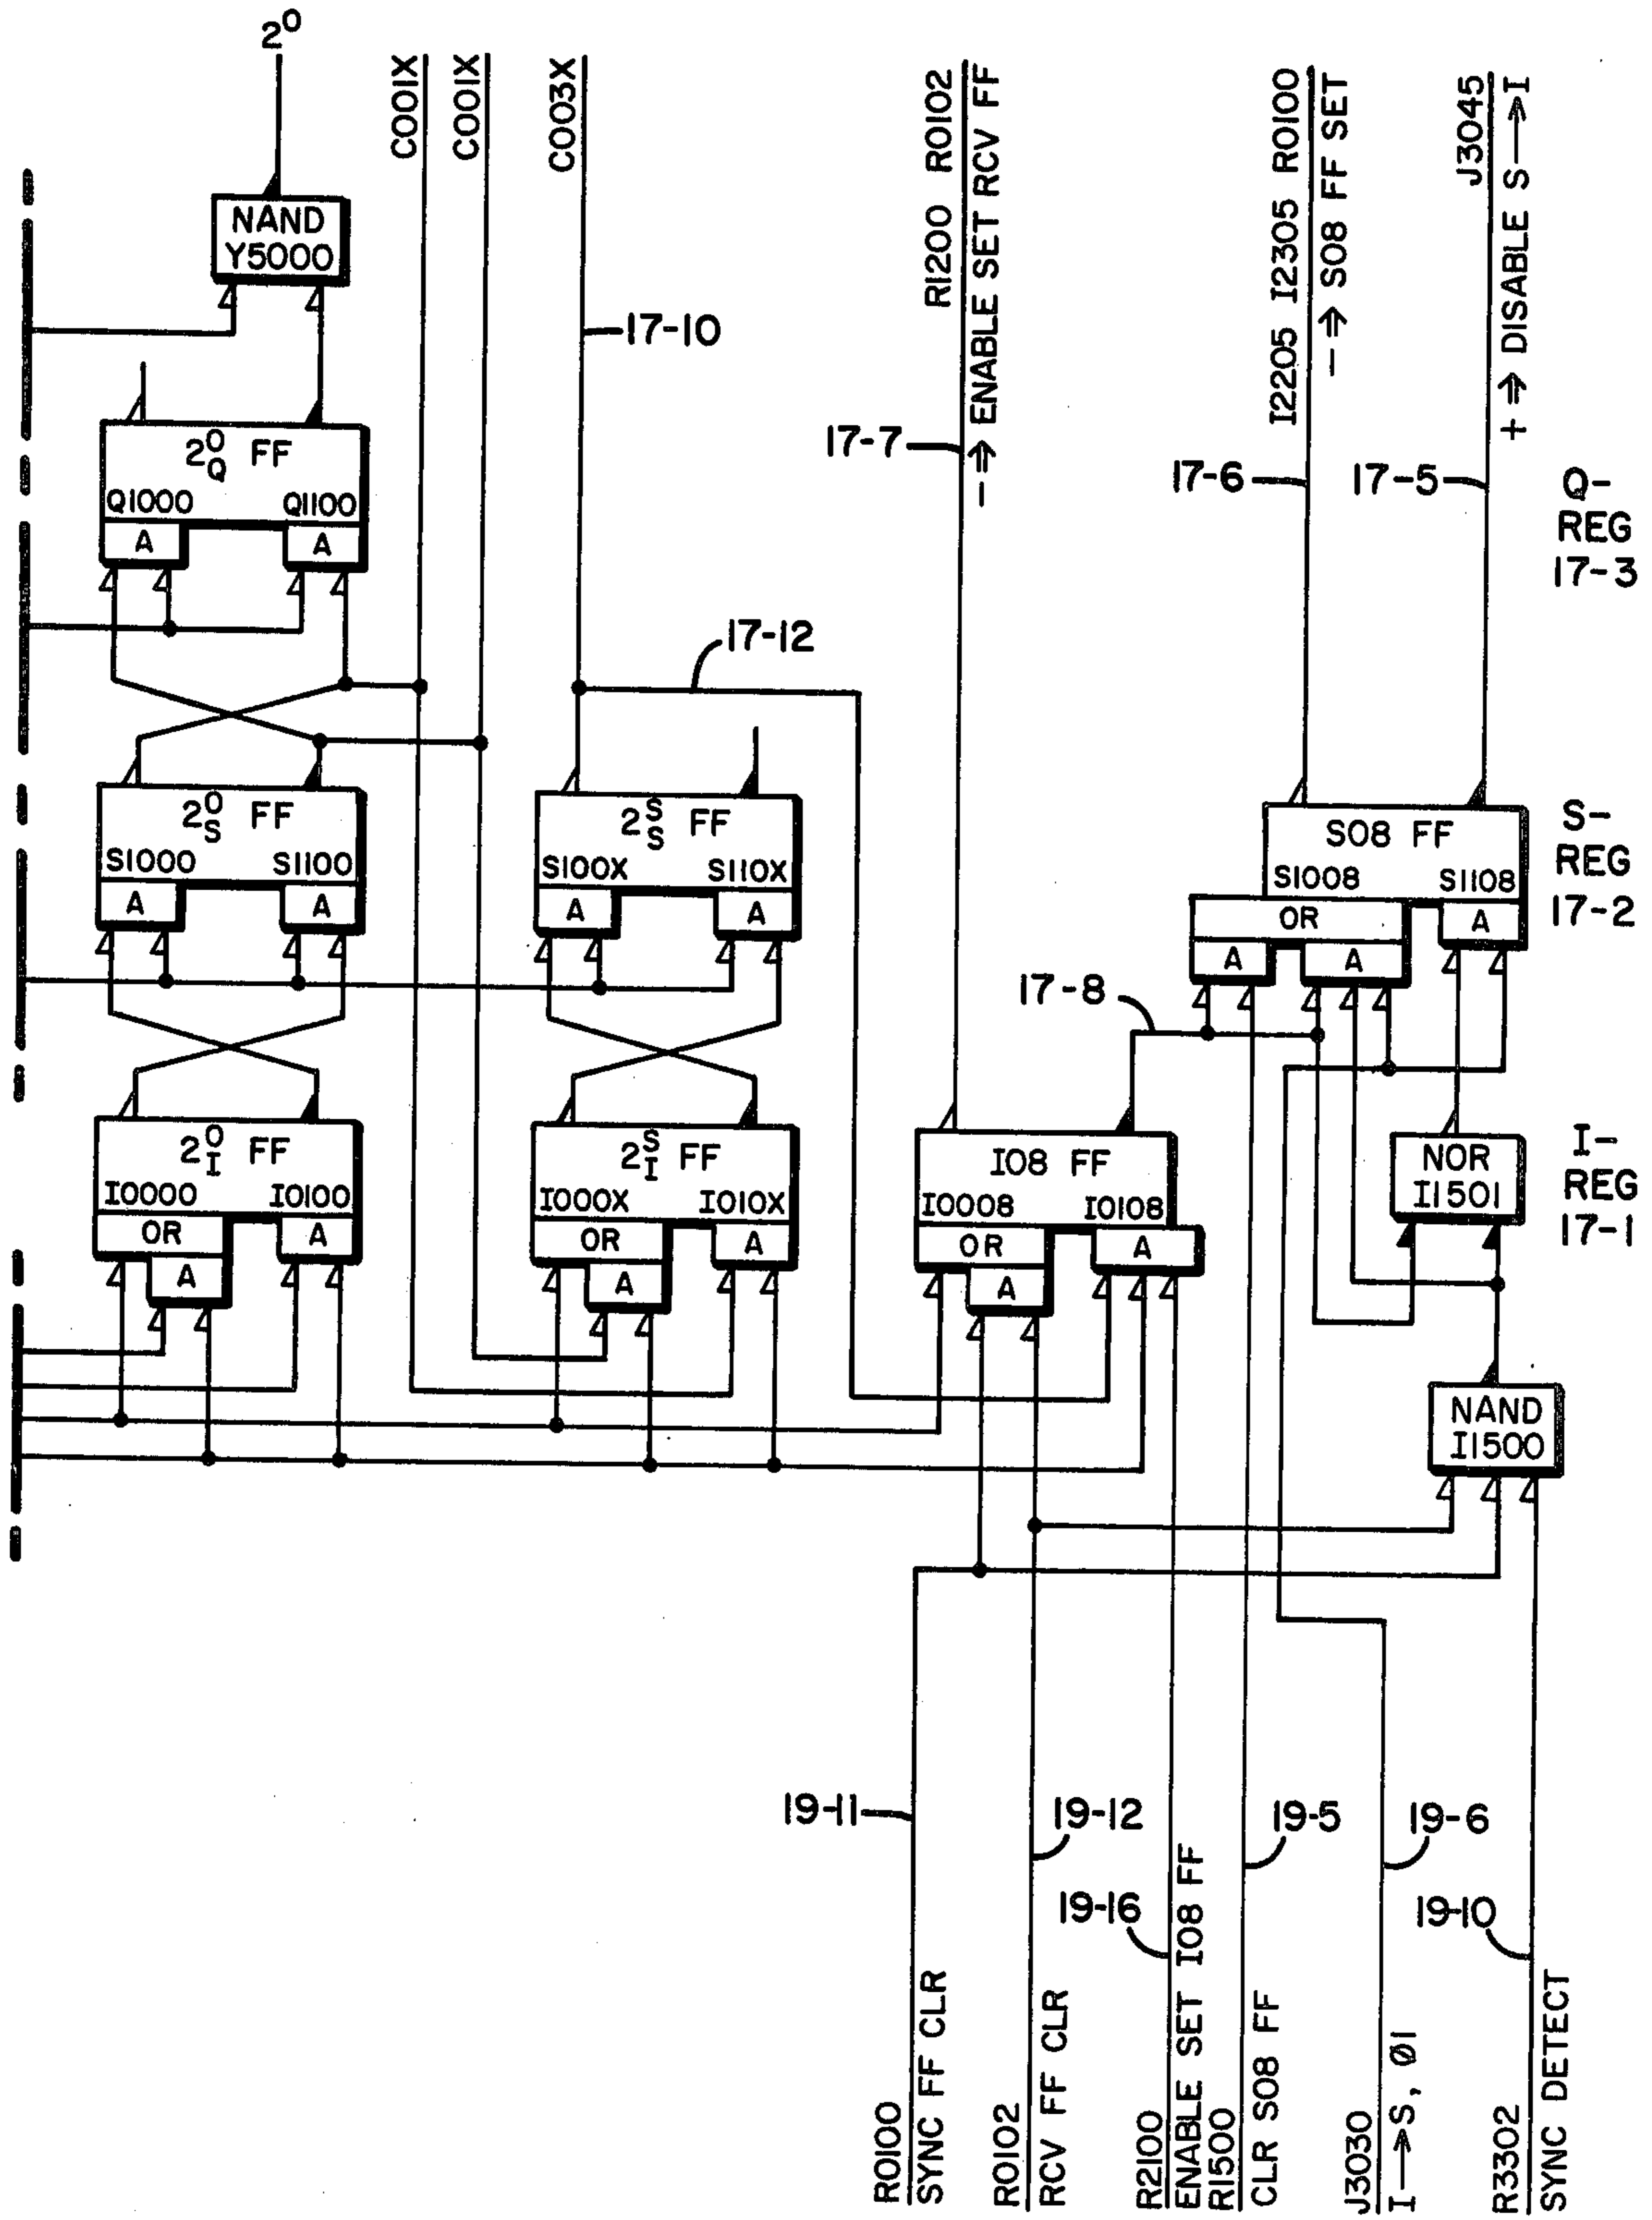 2⁰
C001X
C001X
C003X
R1200 R0102
− ⇒ ENABLE SET RCV FF
I2205 I2305 R0100
− ⇒ S08 FF SET
J3045
+ ⇒ DISABLE S→I
NAND
Y5000
17-10
17-7
17-6
17-5
2⁰Q FF
Q1000 Q1100
A A
Q-
REG
17-3
17-12
2⁰S FF
S1000 S1100
A A
2ˢS FF
S100X S110X
A A
S08 FF
S1008 S1108
OR A
A A
S-
REG
17-2
17-8
2⁰I FF
I0000 I0100
OR A
A
2ˢI FF
I000X I010X
OR A
A
I08 FF
I0008 I0108
OR A
A
NOR
I1501
I-
REG
17-1
NAND
I1500
19-11
19-12
19-16
19-5
19-6
19-10
R0100
SYNC FF CLR
R0102
RCV FF CLR
R2100
ENABLE SET I08 FF
R1500
CLR S08 FF
J3030
I→S, Ø1
R3302
SYNC DETECT